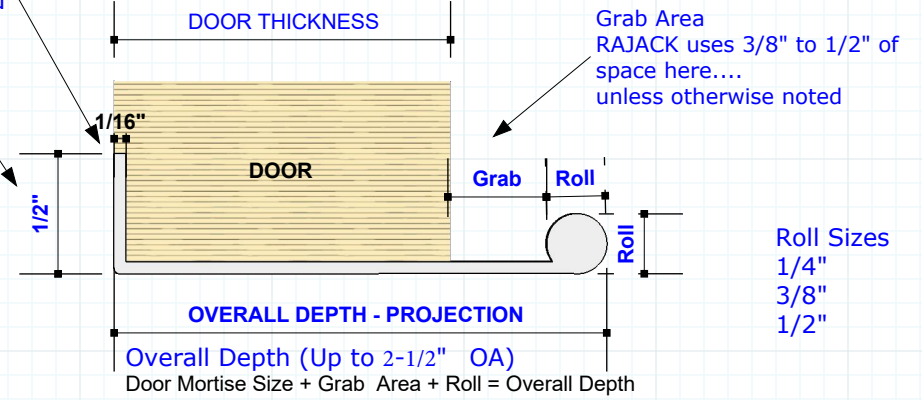 DOOR THICKNESS
Grab Area
RAJACK uses 3/8" to 1/2" of
space here....
unless otherwise noted
1/16"
DOOR
Grab
Roll
1/2"
Roll
Roll Sizes
1/4"
3/8"
1/2"
OVERALL DEPTH - PROJECTION
Overall Depth (Up to 2-1/2" OA)
Door Mortise Size + Grab Area + Roll = Overall Depth